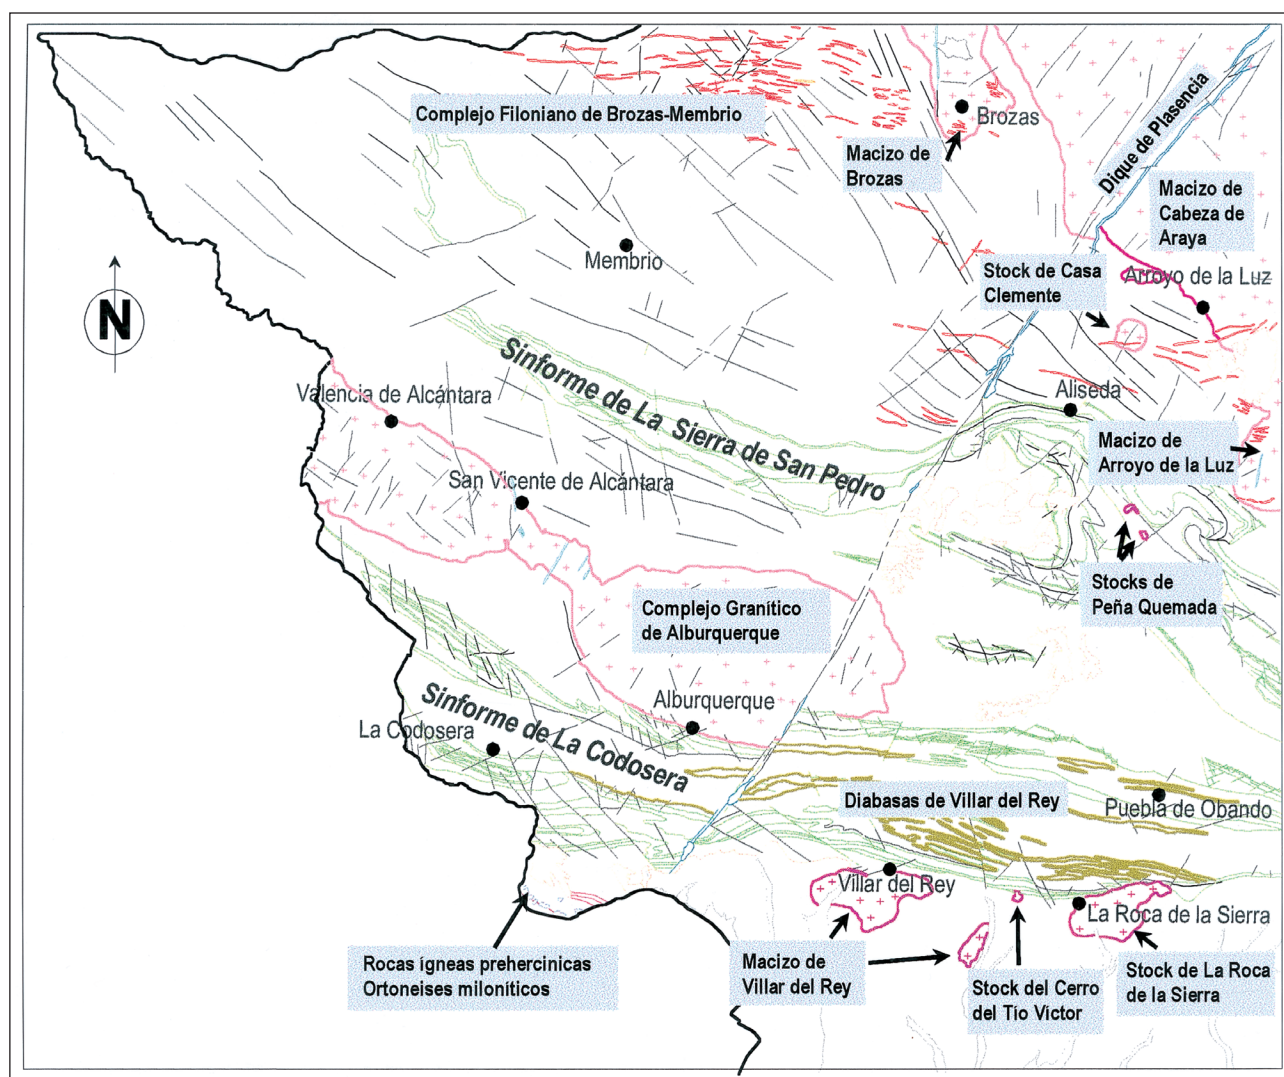 Complejo Filoniano de Brozas-Membrio
Brozas
Macizo de
Brozas
Dique de Plasencia
Macizo de
Cabeza de
Araya
Membrio
Stock de Casa
Clemente
Arroyo de la Luz
N
Sinforme de La Sierra de San Pedro
Valencia de Alcántara
Aliseda
Macizo de
Arroyo de la Luz
San Vicente de Alcántara
Stocks de
Peña Quemada
Complejo Granítico
de Alburquerque
Alburquerque
Sinforme de La Codosera
La Codosera
Diabasas de Villar del Rey
Puebla de Obando
Villar del Rey
La Roca de la Sierra
Rocas ígneas prehercinicas
Ortoneises miloníticos
Macizo de
Villar del Rey
Stock del Cerro
del Tío Víctor
Stock de La Roca
de la Sierra